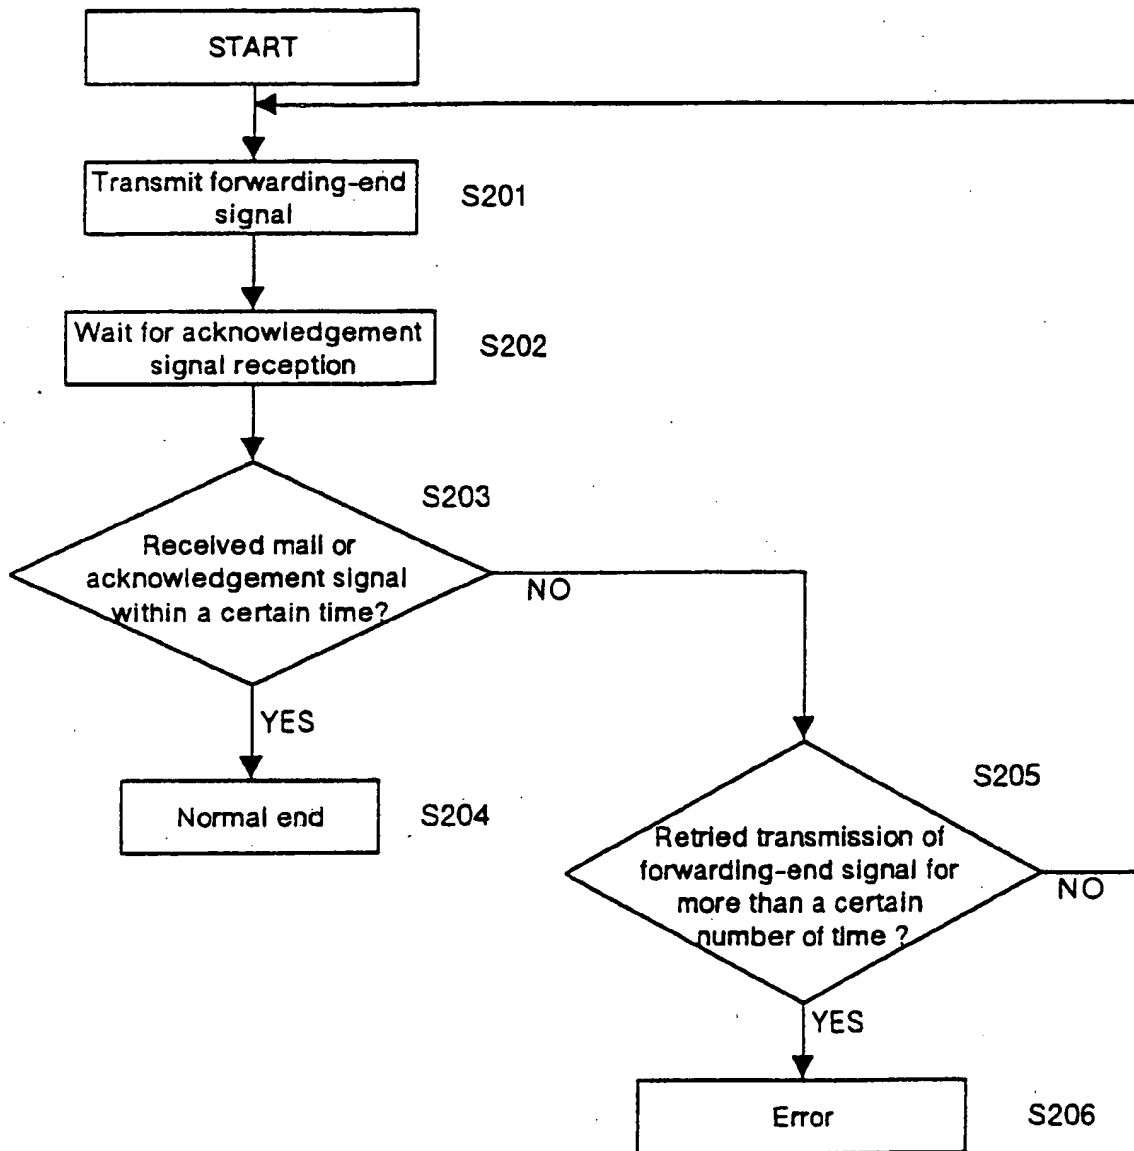 START
Transmit forwarding-end
signal
S201
Wait for acknowledgement
signal reception
S202
S203
Received mail or
acknowledgement signal
within a certain time?
NO
YES
Normal end
S204
S205
Retried transmission of
forwarding-end signal for
more than a certain
number of time ?
NO
YES
Error
S206